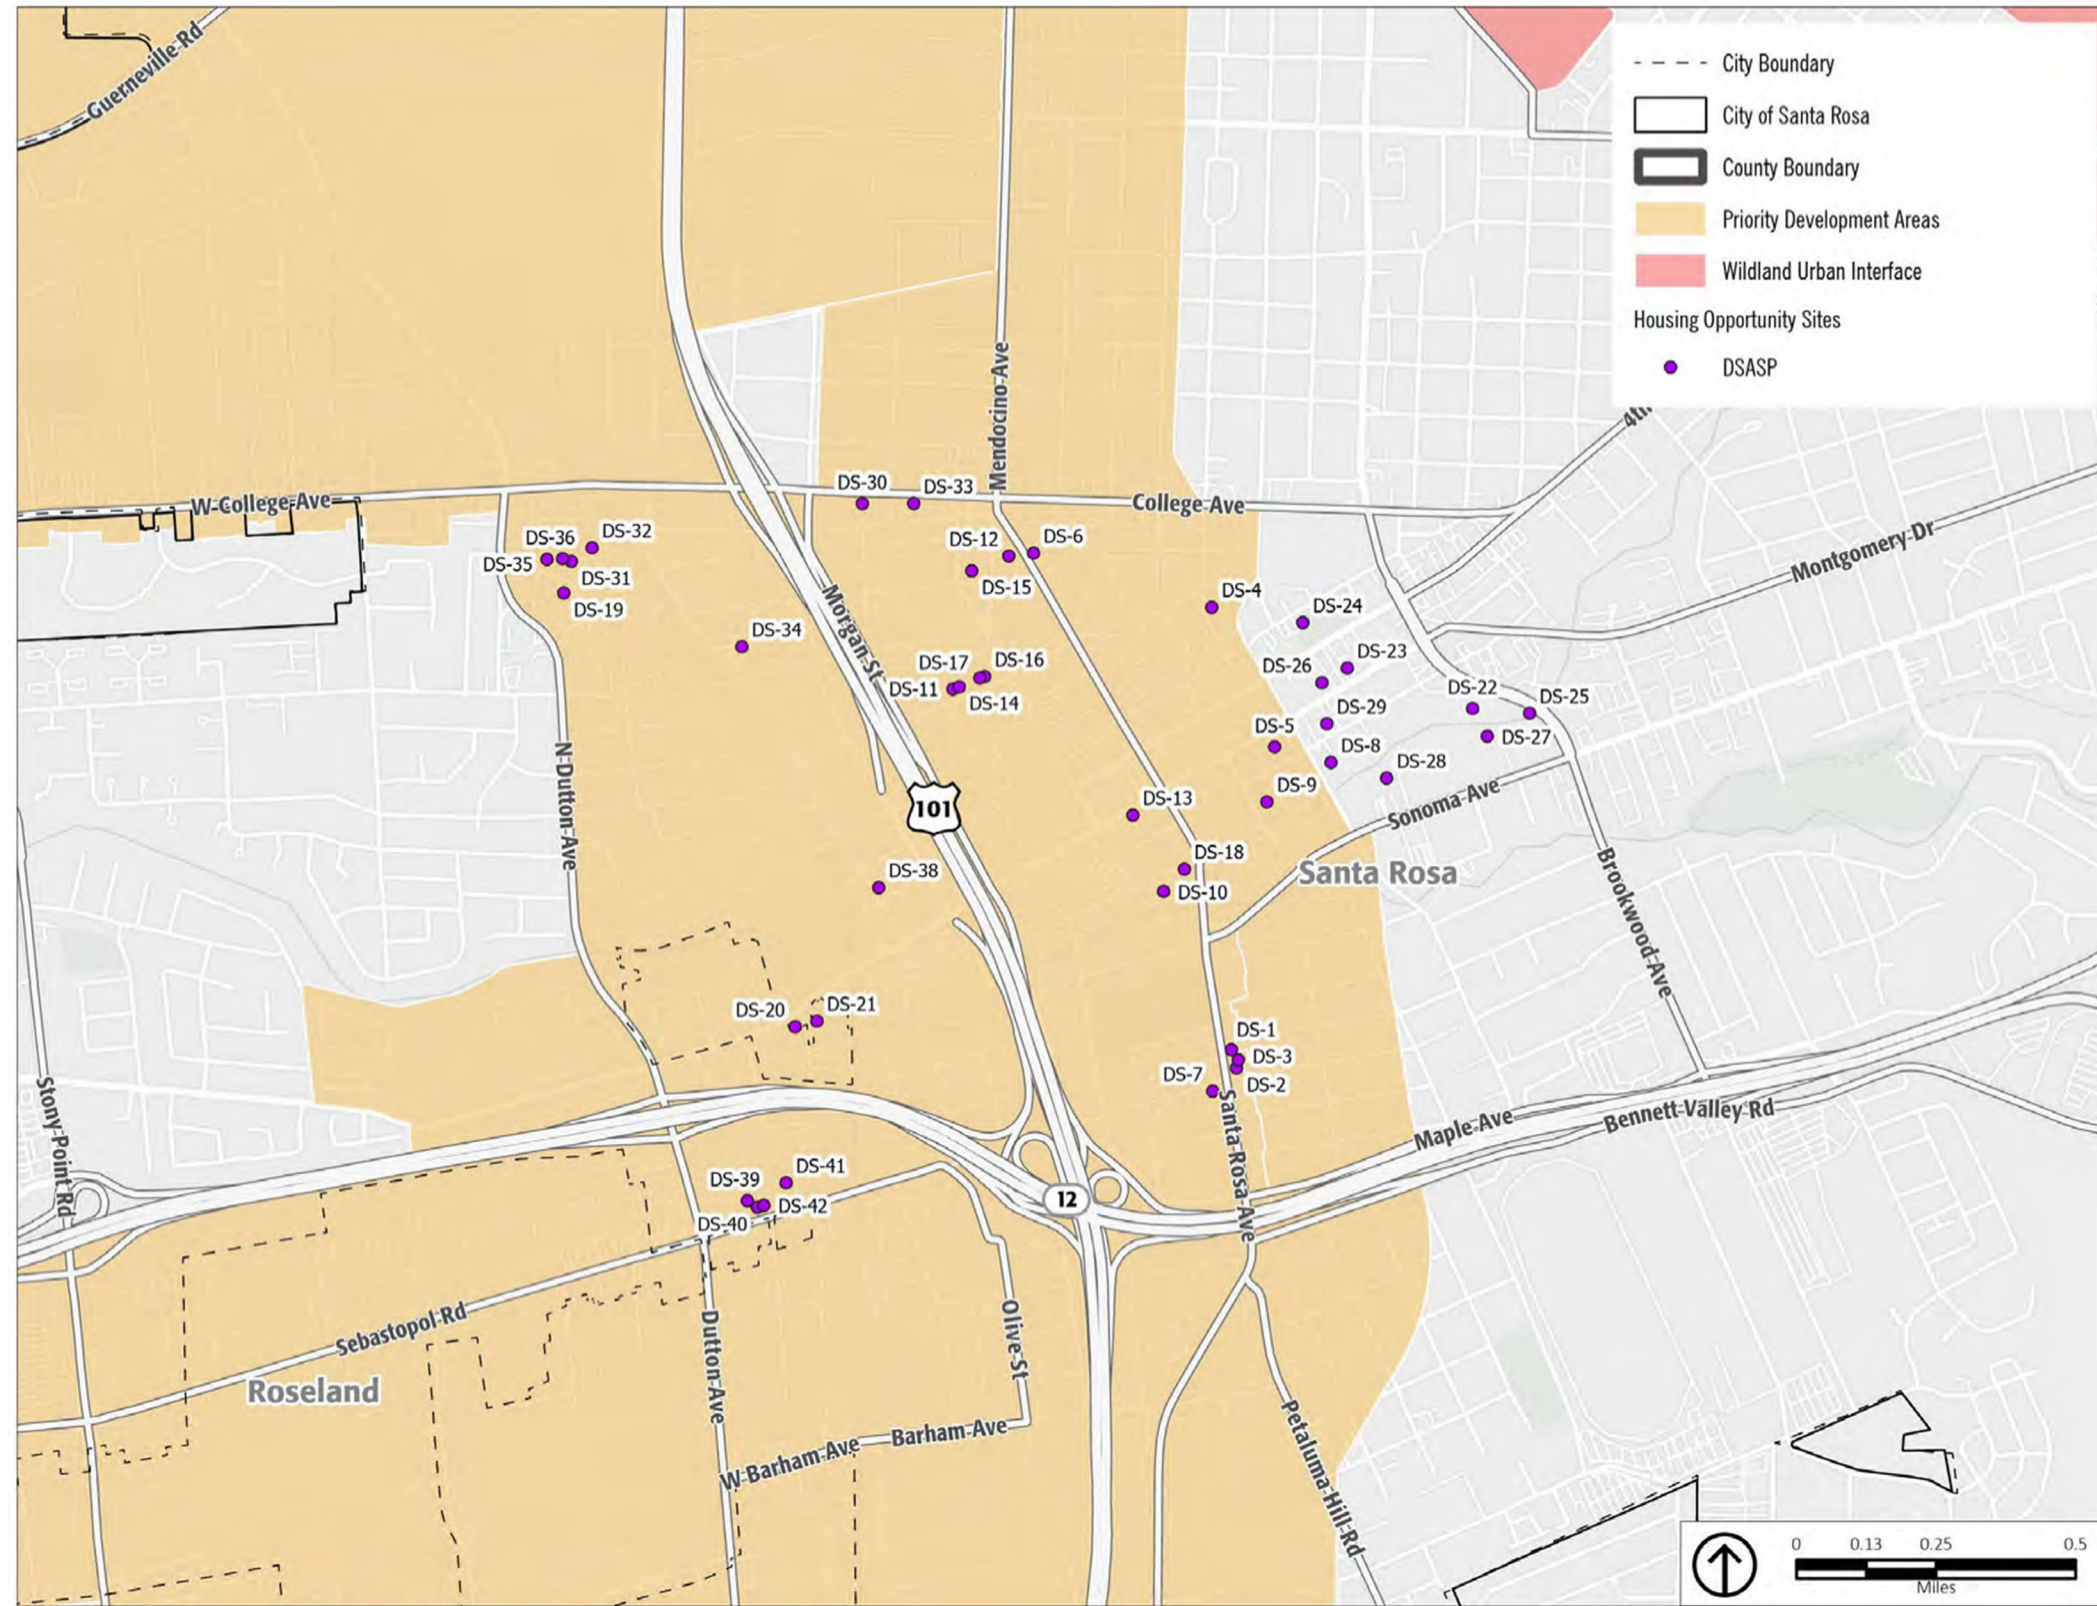 Guerneville Rd
City Boundary
City of Santa Rosa
County Boundary
Priority Development Areas
Wildland Urban Interface
Housing Opportunity Sites
DSASP
Mendocino Ave
4th
W College Ave
College Ave
DS-30
DS-33
DS-36
DS-32
DS-35
DS-31
DS-19
DS-12
DS-6
DS-15
DS-4
DS-24
Montgomery Dr
Morgan St
DS-34
DS-17
DS-16
DS-11
DS-14
DS-26
DS-23
DS-22
DS-25
DS-29
DS-27
DS-5
DS-8
DS-28
DS-9
N Dutton Ave
101
DS-13
Sonoma Ave
DS-18
DS-10
Santa Rosa
DS-38
Brookwood Ave
DS-20
DS-21
DS-1
DS-3
DS-2
DS-7
Stony Point Rd
Santa Rosa Ave
Maple Ave
Bennett Valley Rd
DS-39
DS-41
DS-40
DS-42
12
Sebastopol Rd
Roseland
Dutton Ave
Olive St
W Barham Ave
Barham Ave
Petaluma Hill Rd
0 0.13 0.25 0.5
Miles